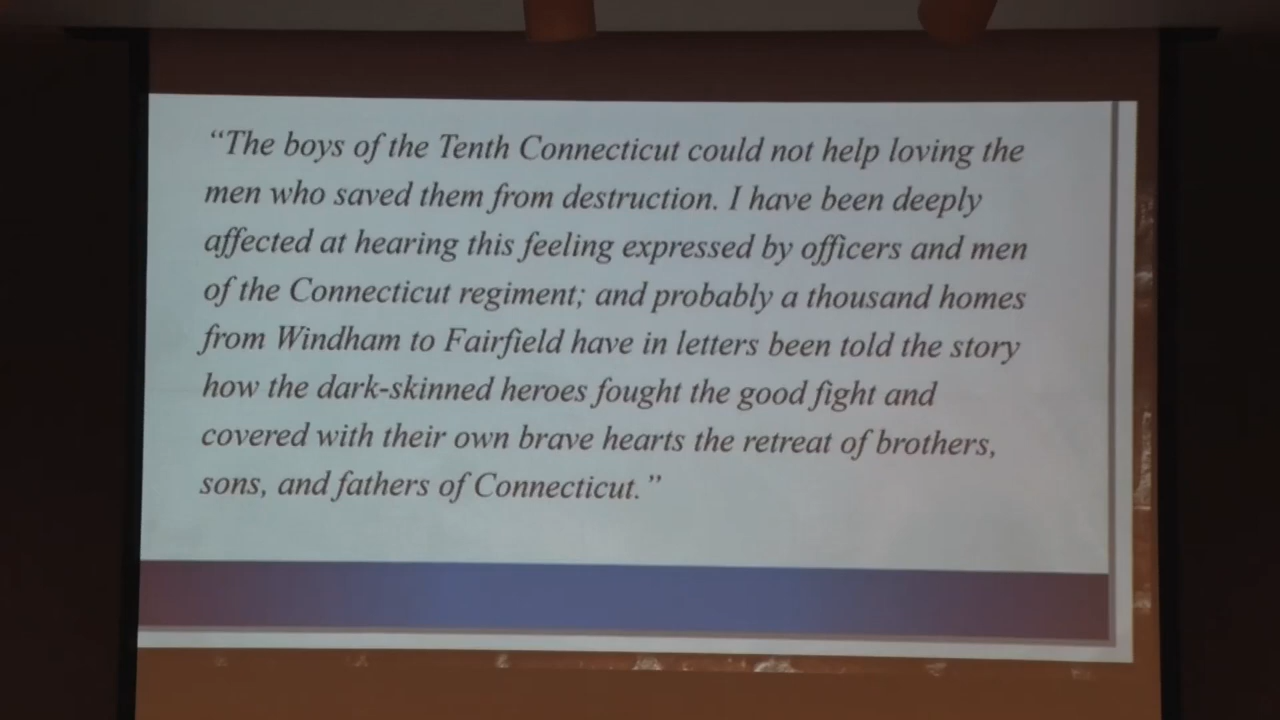 “The boys of the Tenth Connecticut could not help loving the
men who saved them from destruction. I have been deeply
affected at hearing this feeling expressed by officers and men
of the Connecticut regiment; and probably a thousand homes
from Windham to Fairfield have in letters been told the story
how the dark-skinned heroes fought the good fight and
covered with their own brave hearts the retreat of brothers,
sons, and fathers of Connecticut.”